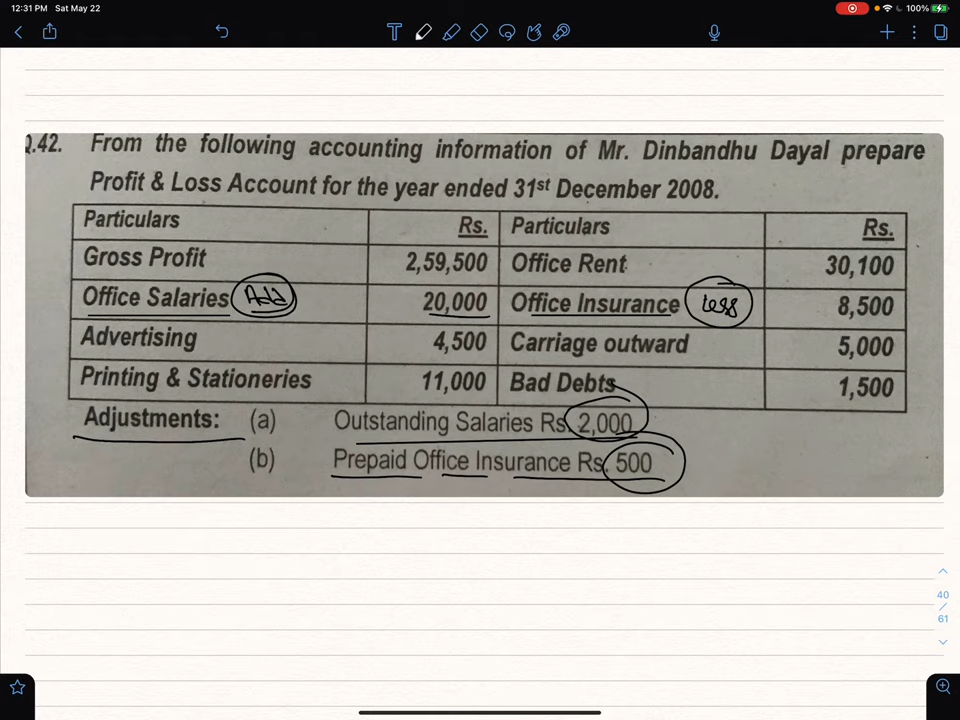 12:31 PM Sat May 22
100%
Q.42. From the following accounting information of Mr. Dinbandhu Dayal prepare
Profit & Loss Account for the year ended 31st December 2008.
Particulars Rs. Particulars Rs.
Gross Profit 2,59,500 Office Rent 30,100
Office Salaries Add 20,000 Office Insurance Less 8,500
Advertising 4,500 Carriage outward 5,000
Printing & Stationeries 11,000 Bad Debts 1,500
Adjustments: (a) Outstanding Salaries Rs. 2,000
(b) Prepaid Office Insurance Rs. 500
40
/
61